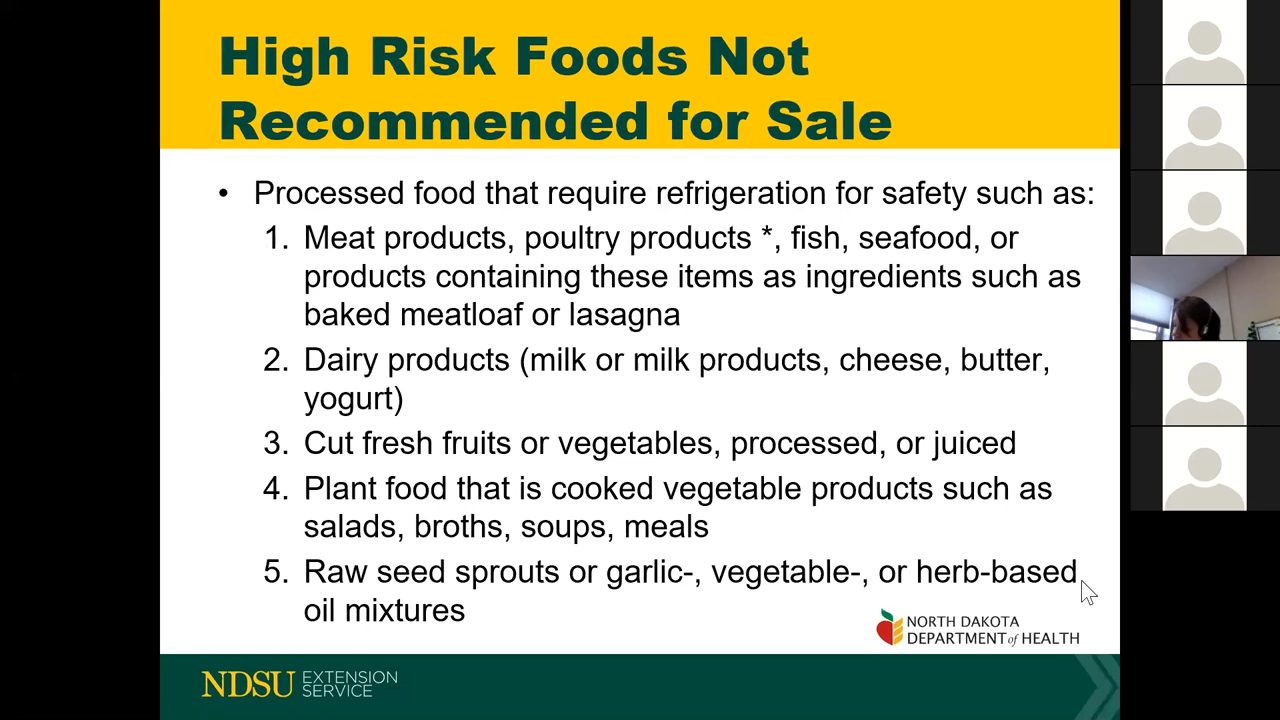 High Risk Foods Not
Recommended for Sale
• Processed food that require refrigeration for safety such as:
1. Meat products, poultry products *, fish, seafood, or
products containing these items as ingredients such as
baked meatloaf or lasagna
2. Dairy products (milk or milk products, cheese, butter,
yogurt)
3. Cut fresh fruits or vegetables, processed, or juiced
4. Plant food that is cooked vegetable products such as
salads, broths, soups, meals
5. Raw seed sprouts or garlic-, vegetable-, or herb-based
oil mixtures
NORTH DAKOTA
DEPARTMENT of HEALTH
NDSU EXTENSION
SERVICE